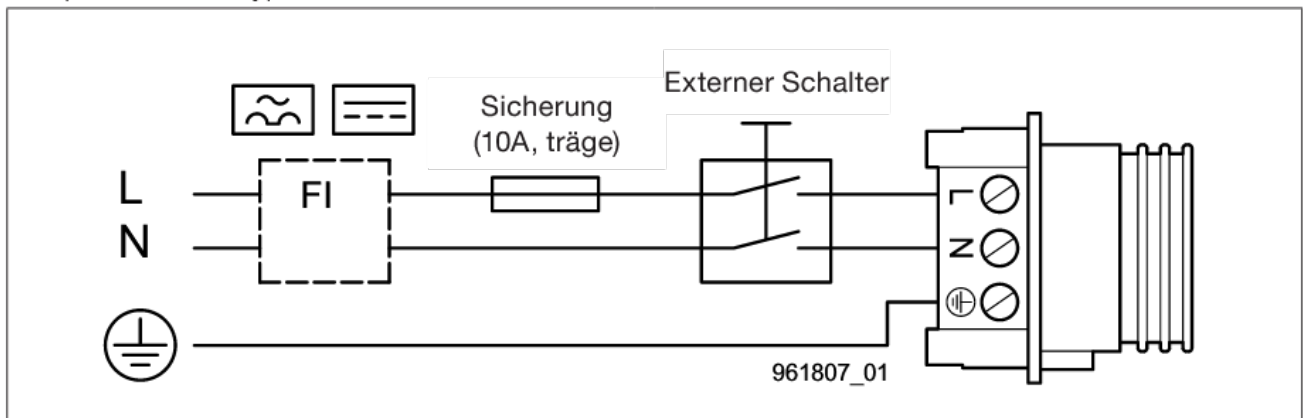 Externer Schalter
Sicherung
(10A, träge)
L
FI
L
N
N
961807_01